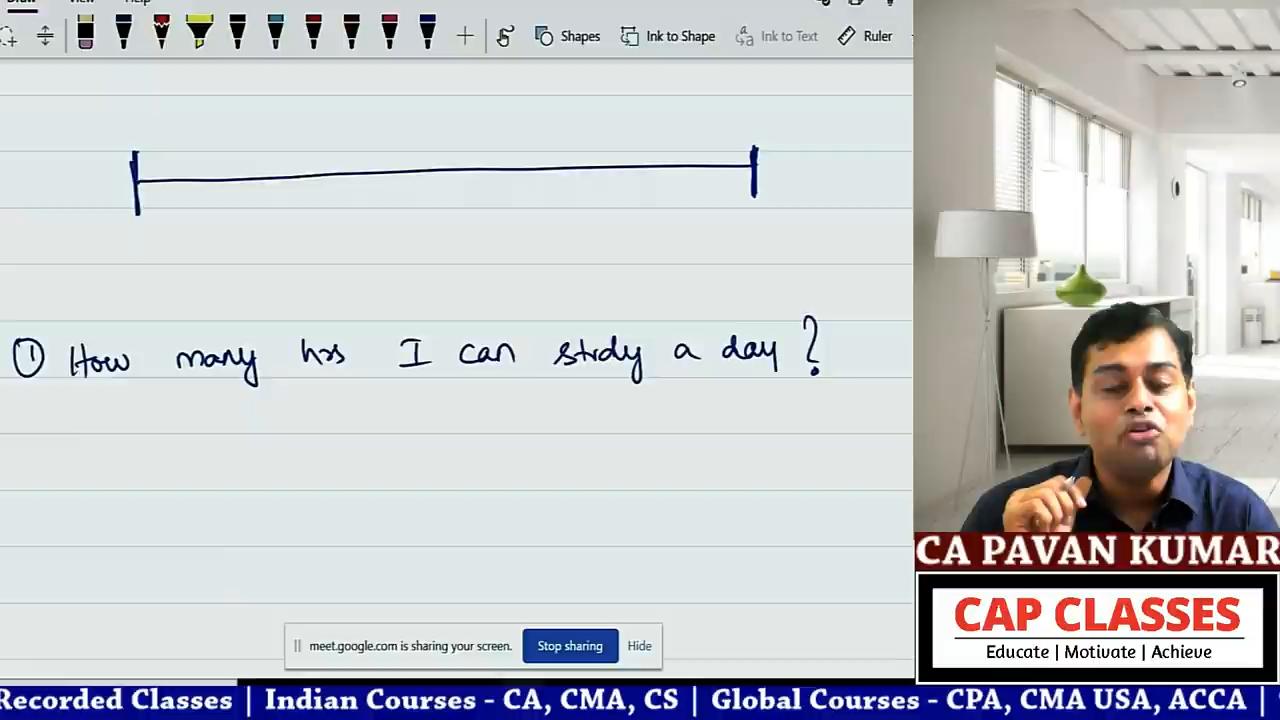 Shapes
Ink to Shape
Ink to Text
Ruler
① How many hrs I can study a day?
CA PAVAN KUMAR
CAP CLASSES
Educate | Motivate | Achieve
meet.google.com is sharing your screen. Stop sharing Hide
Recorded Classes | Indian Courses - CA, CMA, CS | Global Courses - CPA, CMA USA, ACCA |